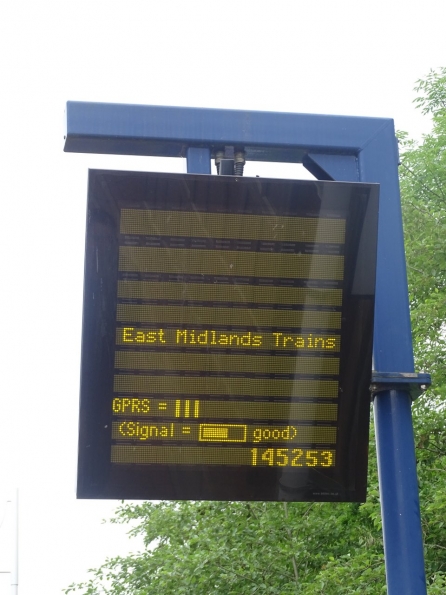 East Midlands Trains
GPRS = |||
(Signal = good)
145253